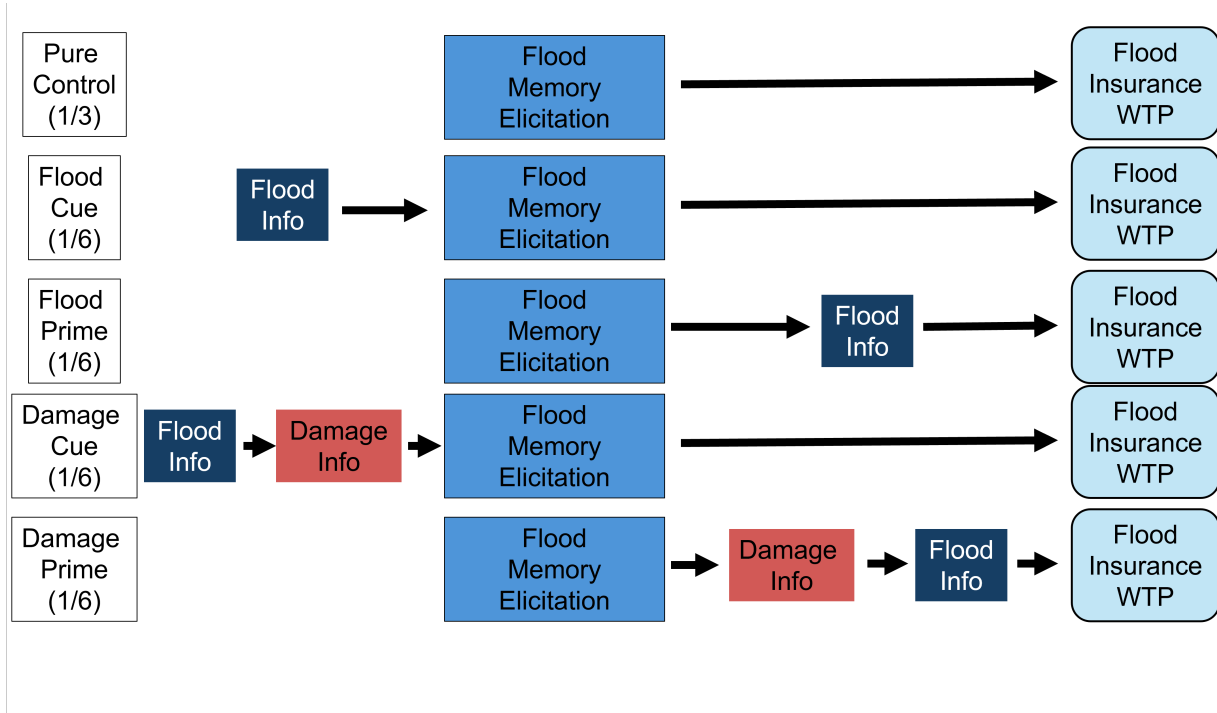 Pure
Control
(1/3)
Flood
Memory
Elicitation
Flood
Insurance
WTP
Flood
Cue
(1/6)
Flood
Info
Flood
Memory
Elicitation
Flood
Insurance
WTP
Flood
Prime
(1/6)
Flood
Memory
Elicitation
Flood
Info
Flood
Insurance
WTP
Damage
Cue
(1/6)
Flood
Info
Damage
Info
Flood
Memory
Elicitation
Flood
Insurance
WTP
Damage
Prime
(1/6)
Flood
Memory
Elicitation
Damage
Info
Flood
Info
Flood
Insurance
WTP